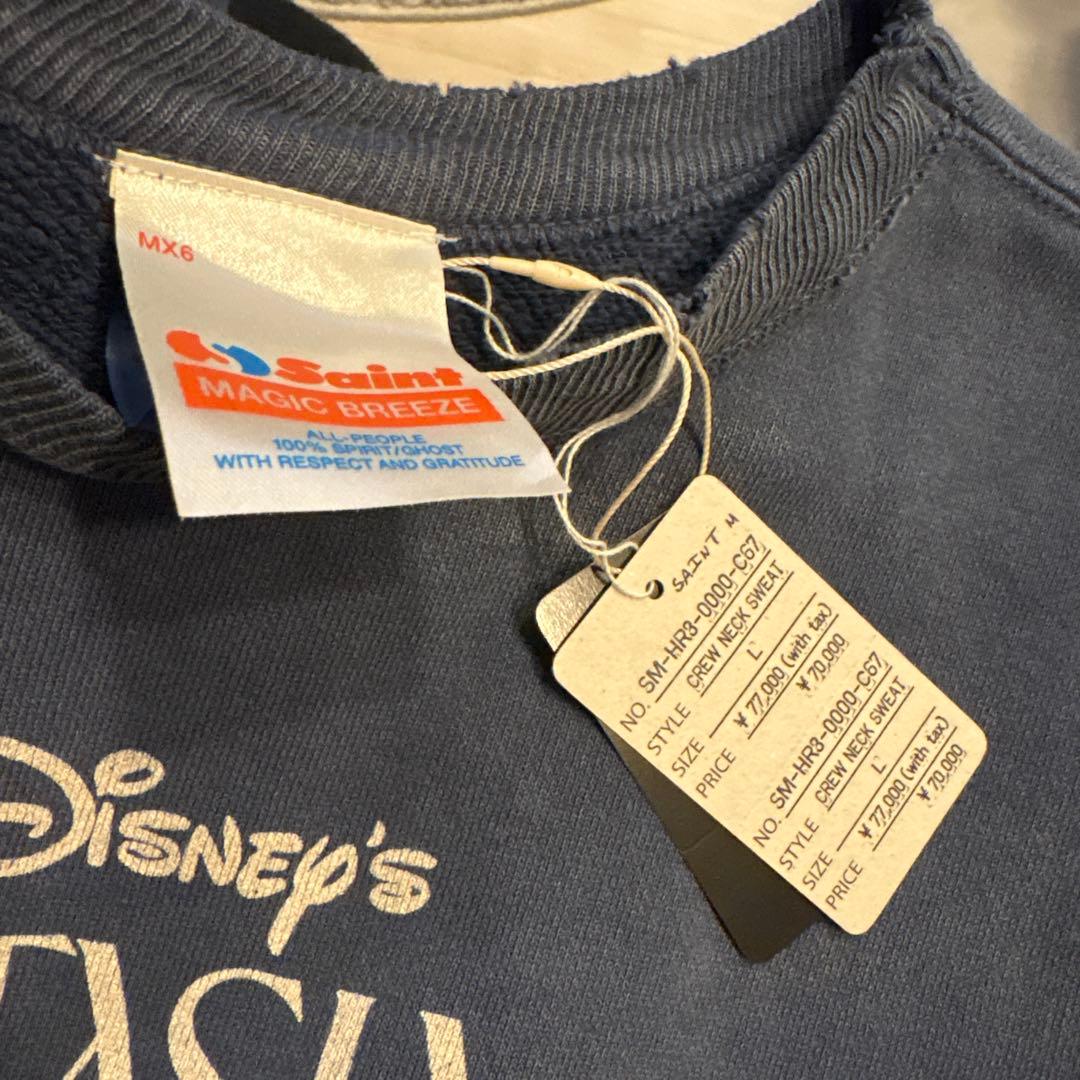 MX6
Saint
MAGIC BREEZE
ALL-PEOPLE
100% SPIRIT/GHOST
WITH RESPECT AND GRATITUDE
SAINT M
NO. SM-HR3-0000-C67
STYLE CREW NECK SWEAT
SIZE L
PRICE ¥ 77,000 (with tax)
¥ 70,000
NO. SM-HR3-0000-C67
STYLE CREW NECK SWEAT
SIZE L
PRICE ¥ 77,000 (with tax)
¥ 70,000
Disney's